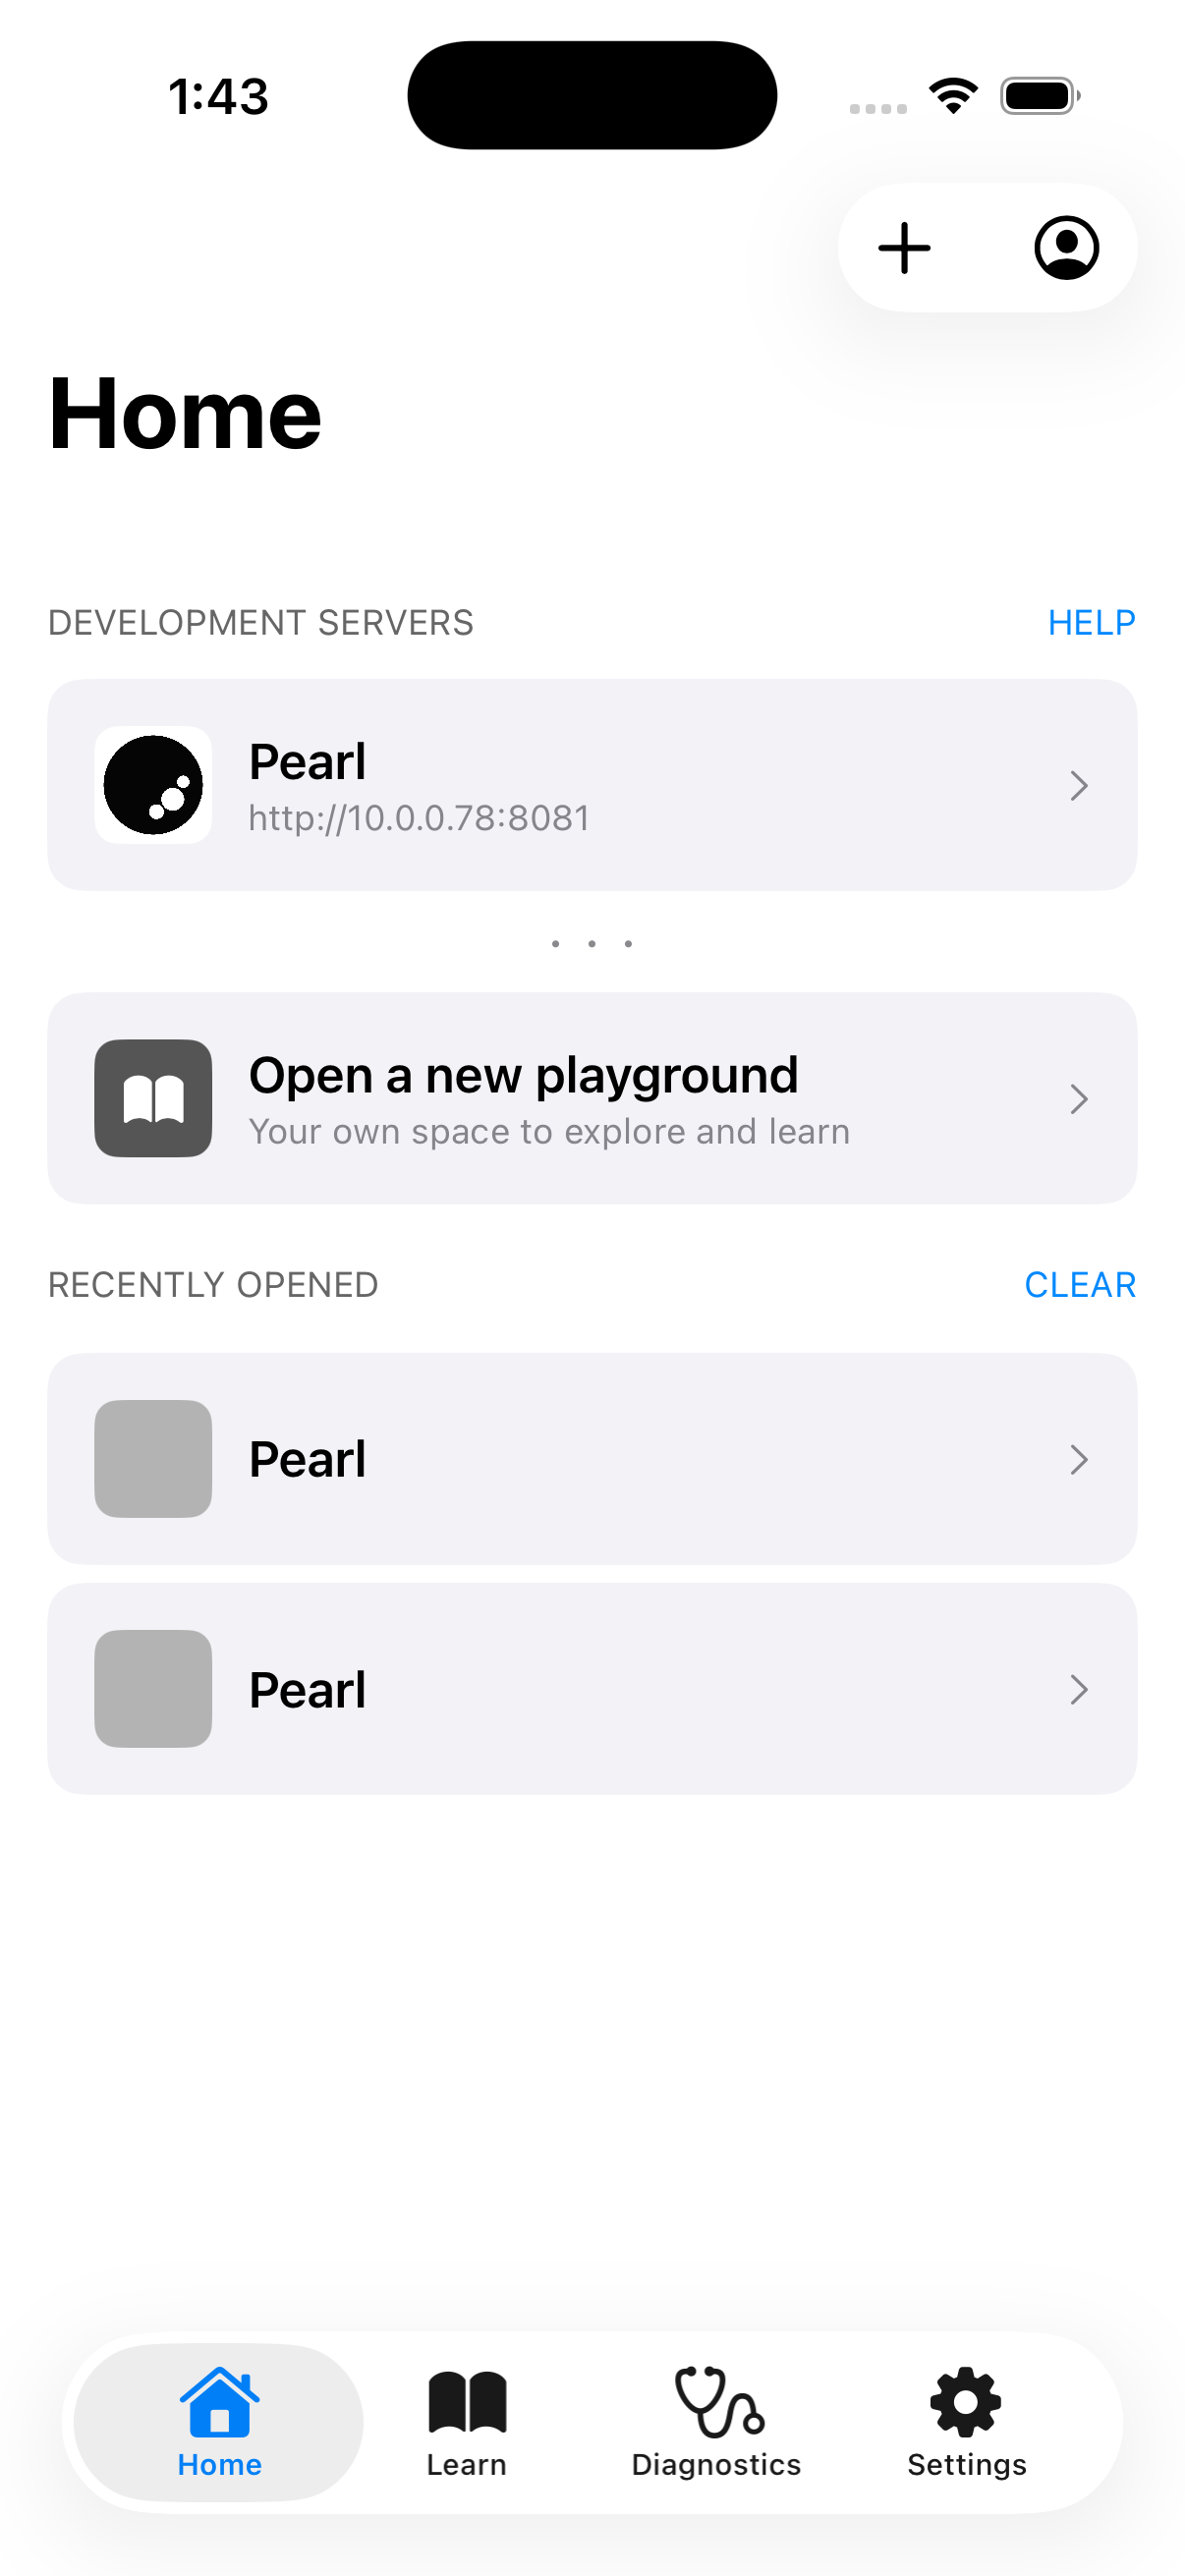 1:43
Home
DEVELOPMENT SERVERS
HELP
Pearl
http://10.0.0.78:8081
Open a new playground
Your own space to explore and learn
RECENTLY OPENED
CLEAR
Pearl
Pearl
Home
Learn
Diagnostics
Settings